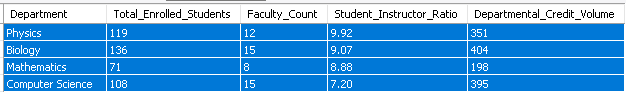 Department Total_Enrolled_Students Faculty_Count Student_Instructor_Ratio Departmental_Credit_Volume
Physics 119 12 9.92 351
Biology 136 15 9.07 404
Mathematics 71 8 8.88 198
Computer Science 108 15 7.20 395